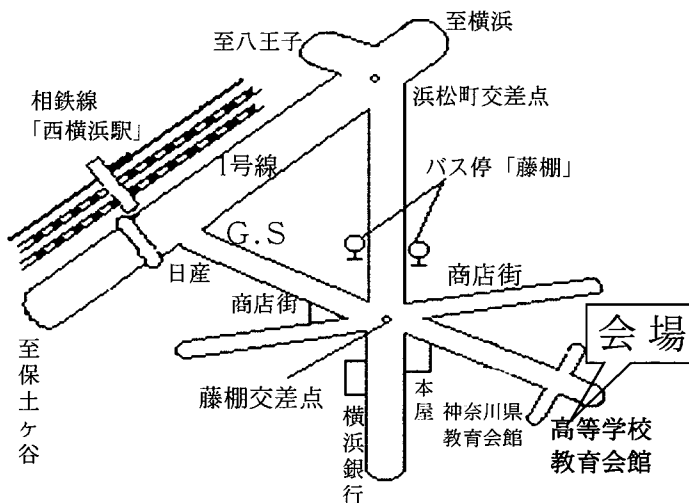 至八王子
至横浜
相鉄線
「西横浜駅」
浜松町交差点
1号線
バス停「藤棚」
G.S
日産
商店街
商店街
会場
至保土ヶ谷
藤棚交差点
横浜銀行
本屋
神奈川県
教育会館
高等学校
教育会館